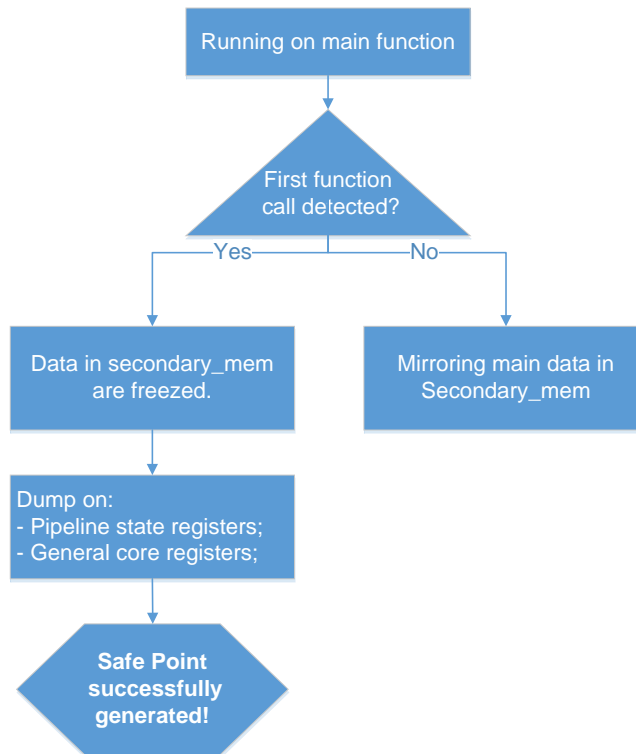 Running on main function
First function
call detected?
Yes
No
Data in secondary_mem
are freezed.
Mirroring main data in
Secondary_mem
Dump on:
- Pipeline state registers;
- General core registers;
Safe Point
successfully
generated!